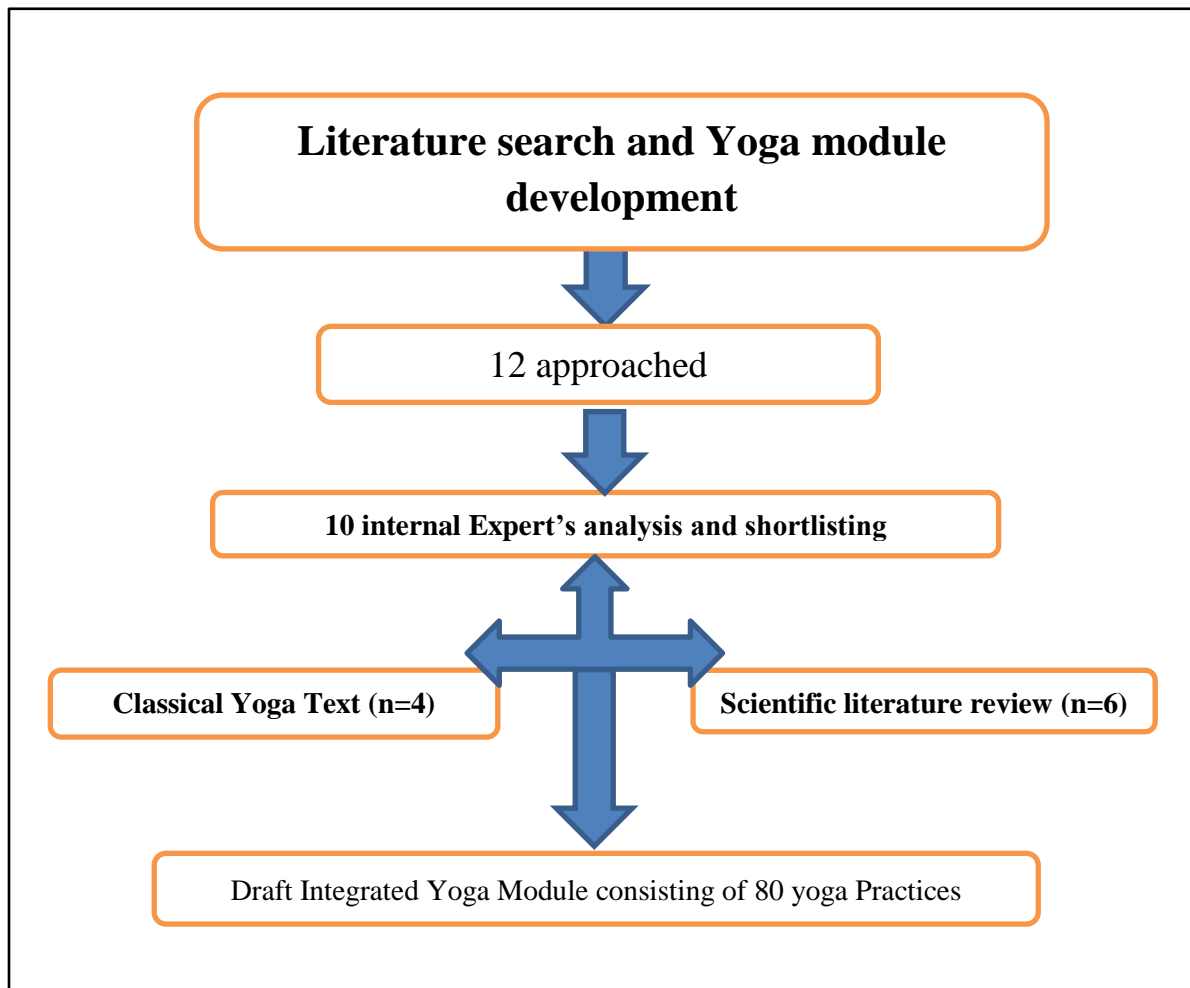 Literature search and Yoga module
development
12 approached
10 internal Expert’s analysis and shortlisting
Classical Yoga Text (n=4)
Scientific literature review (n=6)
Draft Integrated Yoga Module consisting of 80 yoga Practices